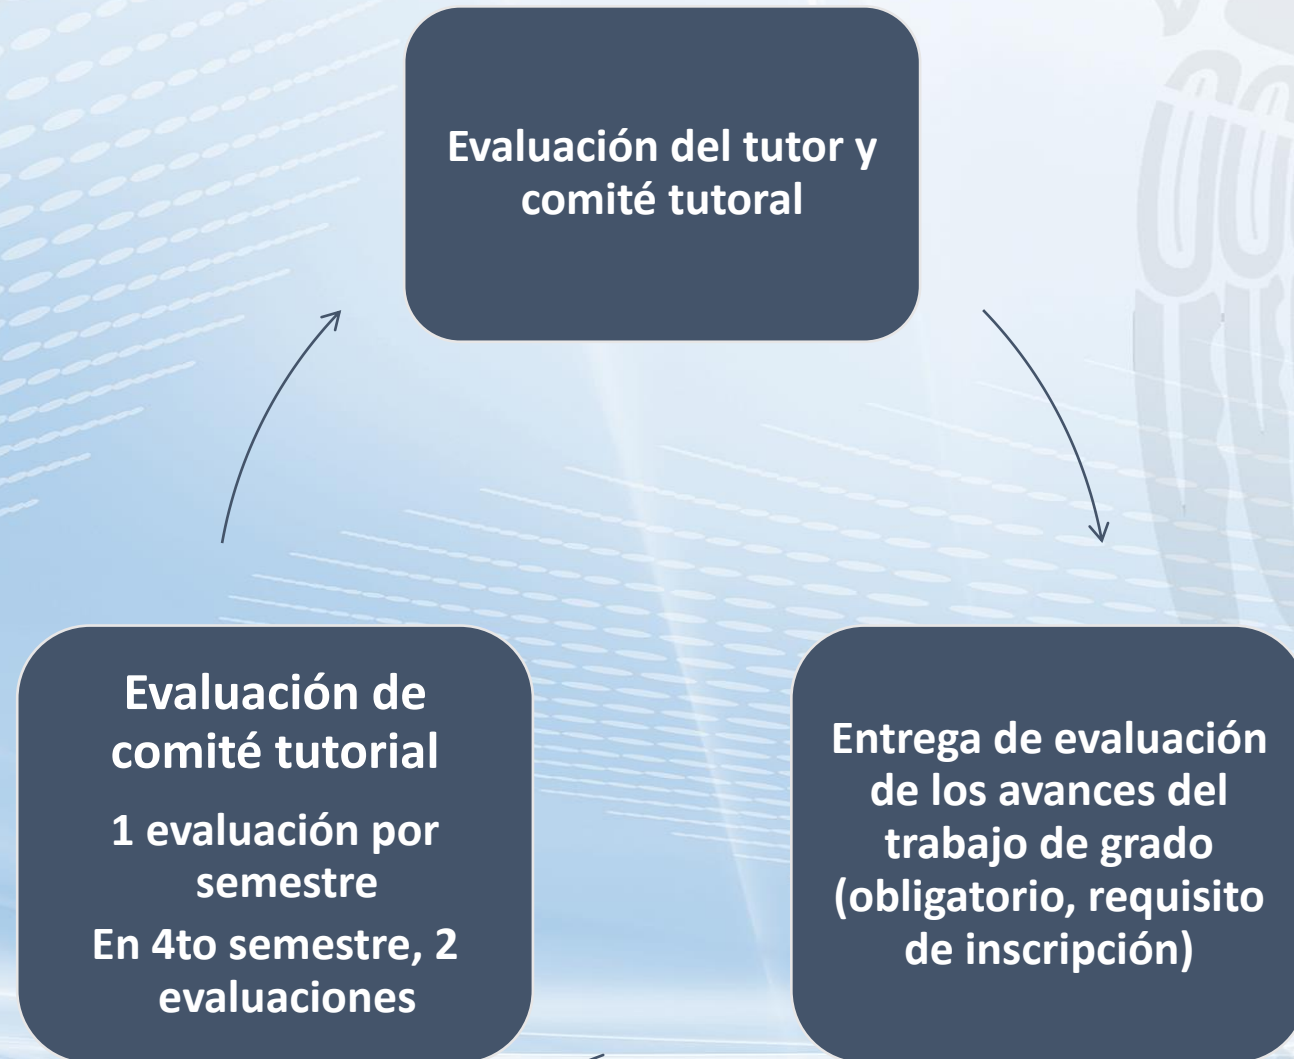 Evaluación del tutor y
comité tutoral
Evaluación de
comité tutorial
1 evaluación por
semestre
En 4to semestre, 2
evaluaciones
Entrega de evaluación
de los avances del
trabajo de grado
(obligatorio, requisito
de inscripción)